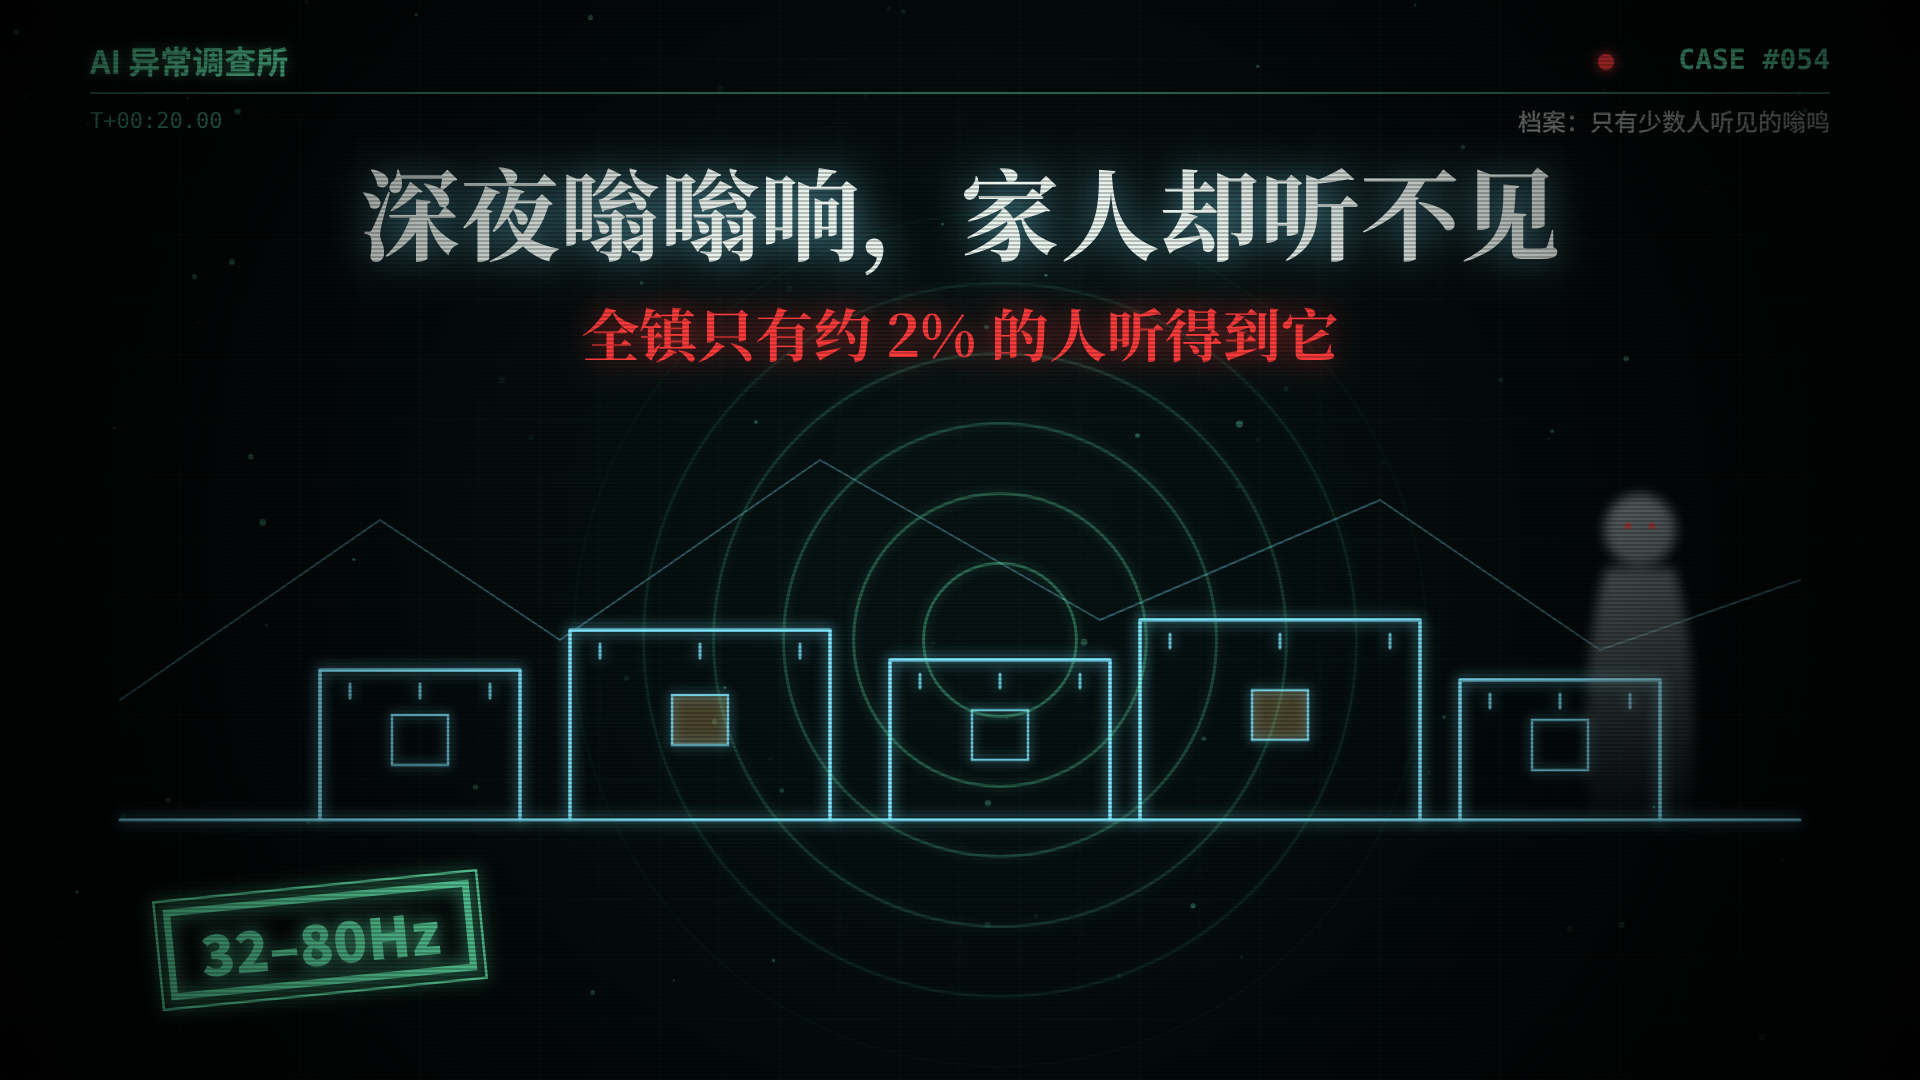 AI 异常调查所
CASE #054
T+00:20.00
档案：只有少数人听见的嗡鸣
深夜嗡嗡响，家人却听不见
全镇只有约 2% 的人听得到它
32–80Hz